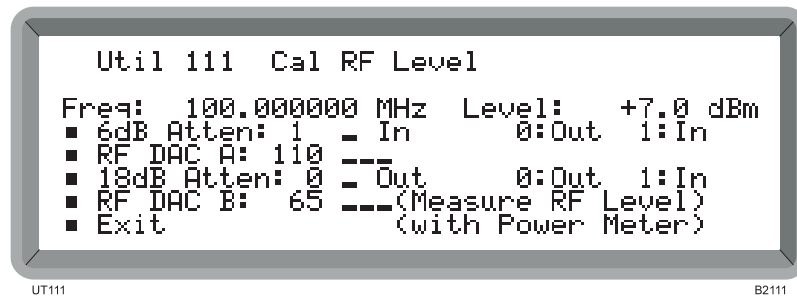 Util 111 Cal RF Level
Freq: 100.000000 MHz Level: +7.0 dBm
▪ 6dB Atten: 1 _ In 0:Out 1:In
▪ RF DAC A: 110 ___
▪ 18dB Atten: 0 _ Out 0:Out 1:In
▪ RF DAC B: 65 ___(Measure RF Level)
▪ Exit (with Power Meter)
UT111 B2111